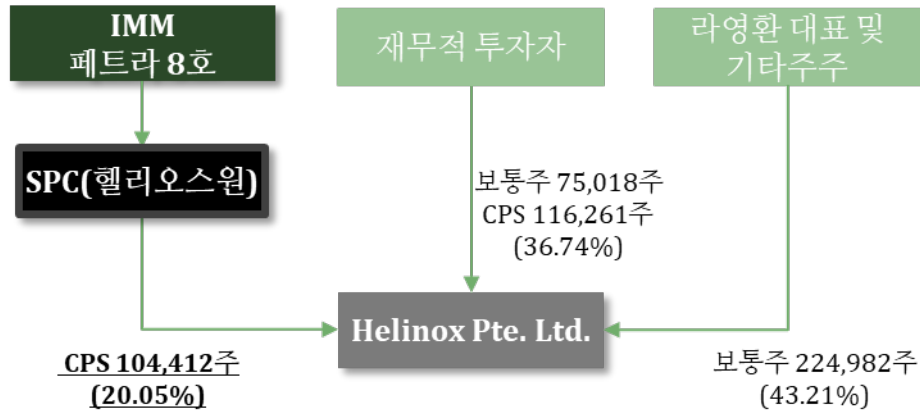 IMM
페트라 8호
재무적 투자자
라영환 대표 및
기타주주
SPC(헬리오스원)
보통주 75,018주
CPS 116,261주
(36.74%)
Helinox Pte. Ltd.
CPS 104,412주
(20.05%)
보통주 224,982주
(43.21%)